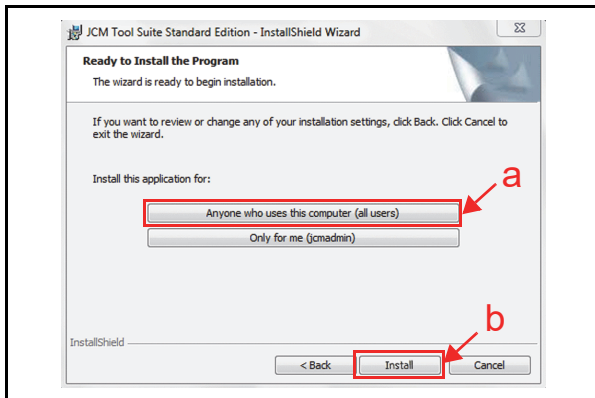 JCM Tool Suite Standard Edition - InstallShield Wizard
Ready to Install the Program
The wizard is ready to begin installation.
If you want to review or change any of your installation settings, click Back. Click Cancel to
exit the wizard.
Install this application for:
a
Anyone who uses this computer (all users)
Only for me (jcmadmin)
b
InstallShield
< Back Install Cancel